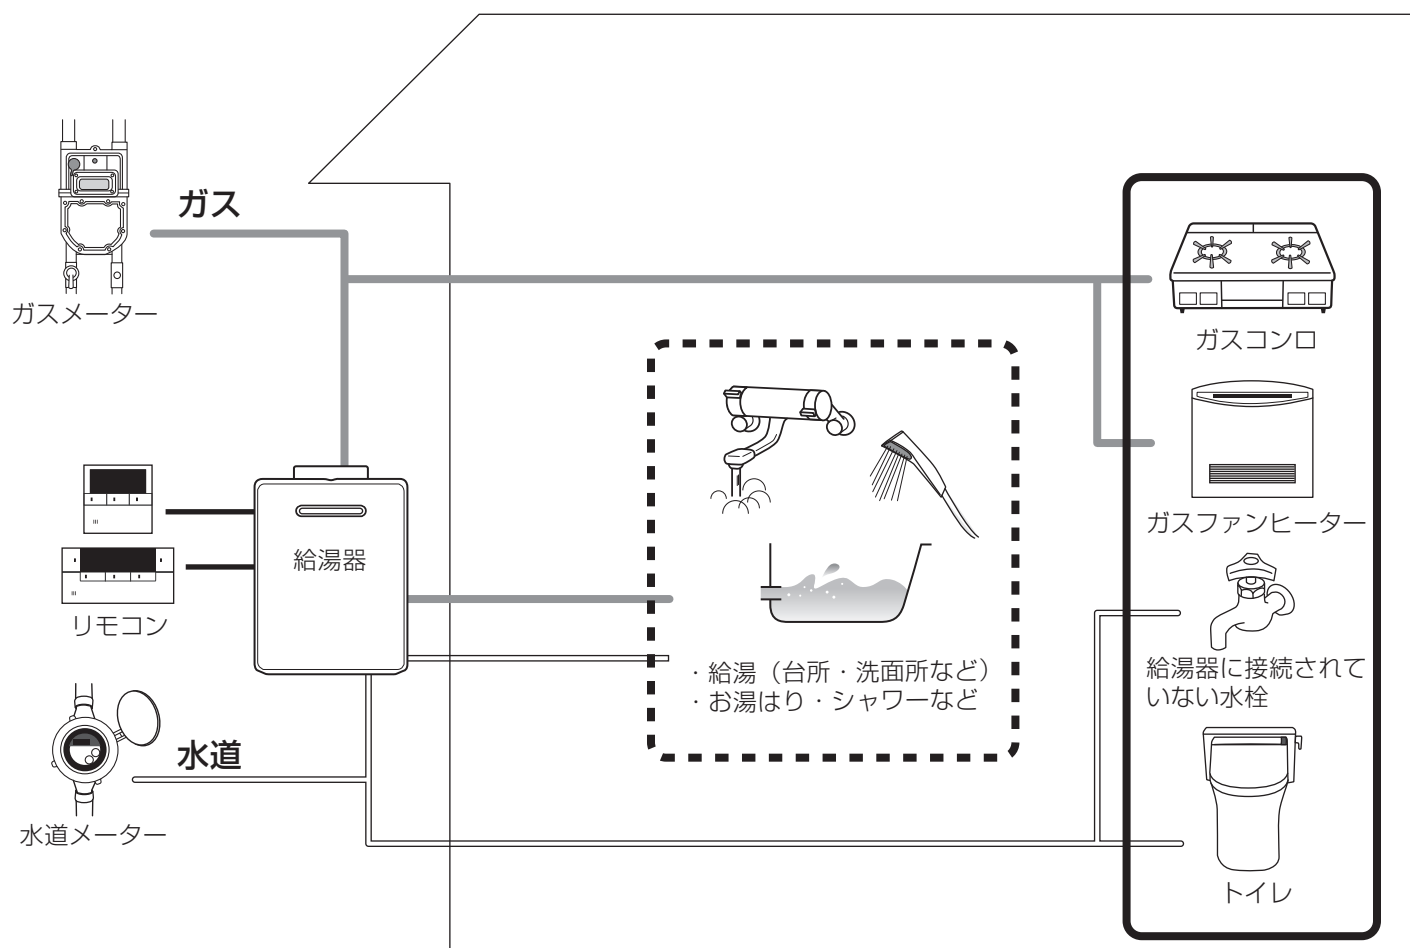 ガス
ガスメーター
ガスコンロ
ガスファンヒーター
給湯器
リモコン
・給湯（台所・洗面所など）
・お湯はり・シャワーなど
給湯器に接続されて
いない水栓
水道
水道メーター
トイレ